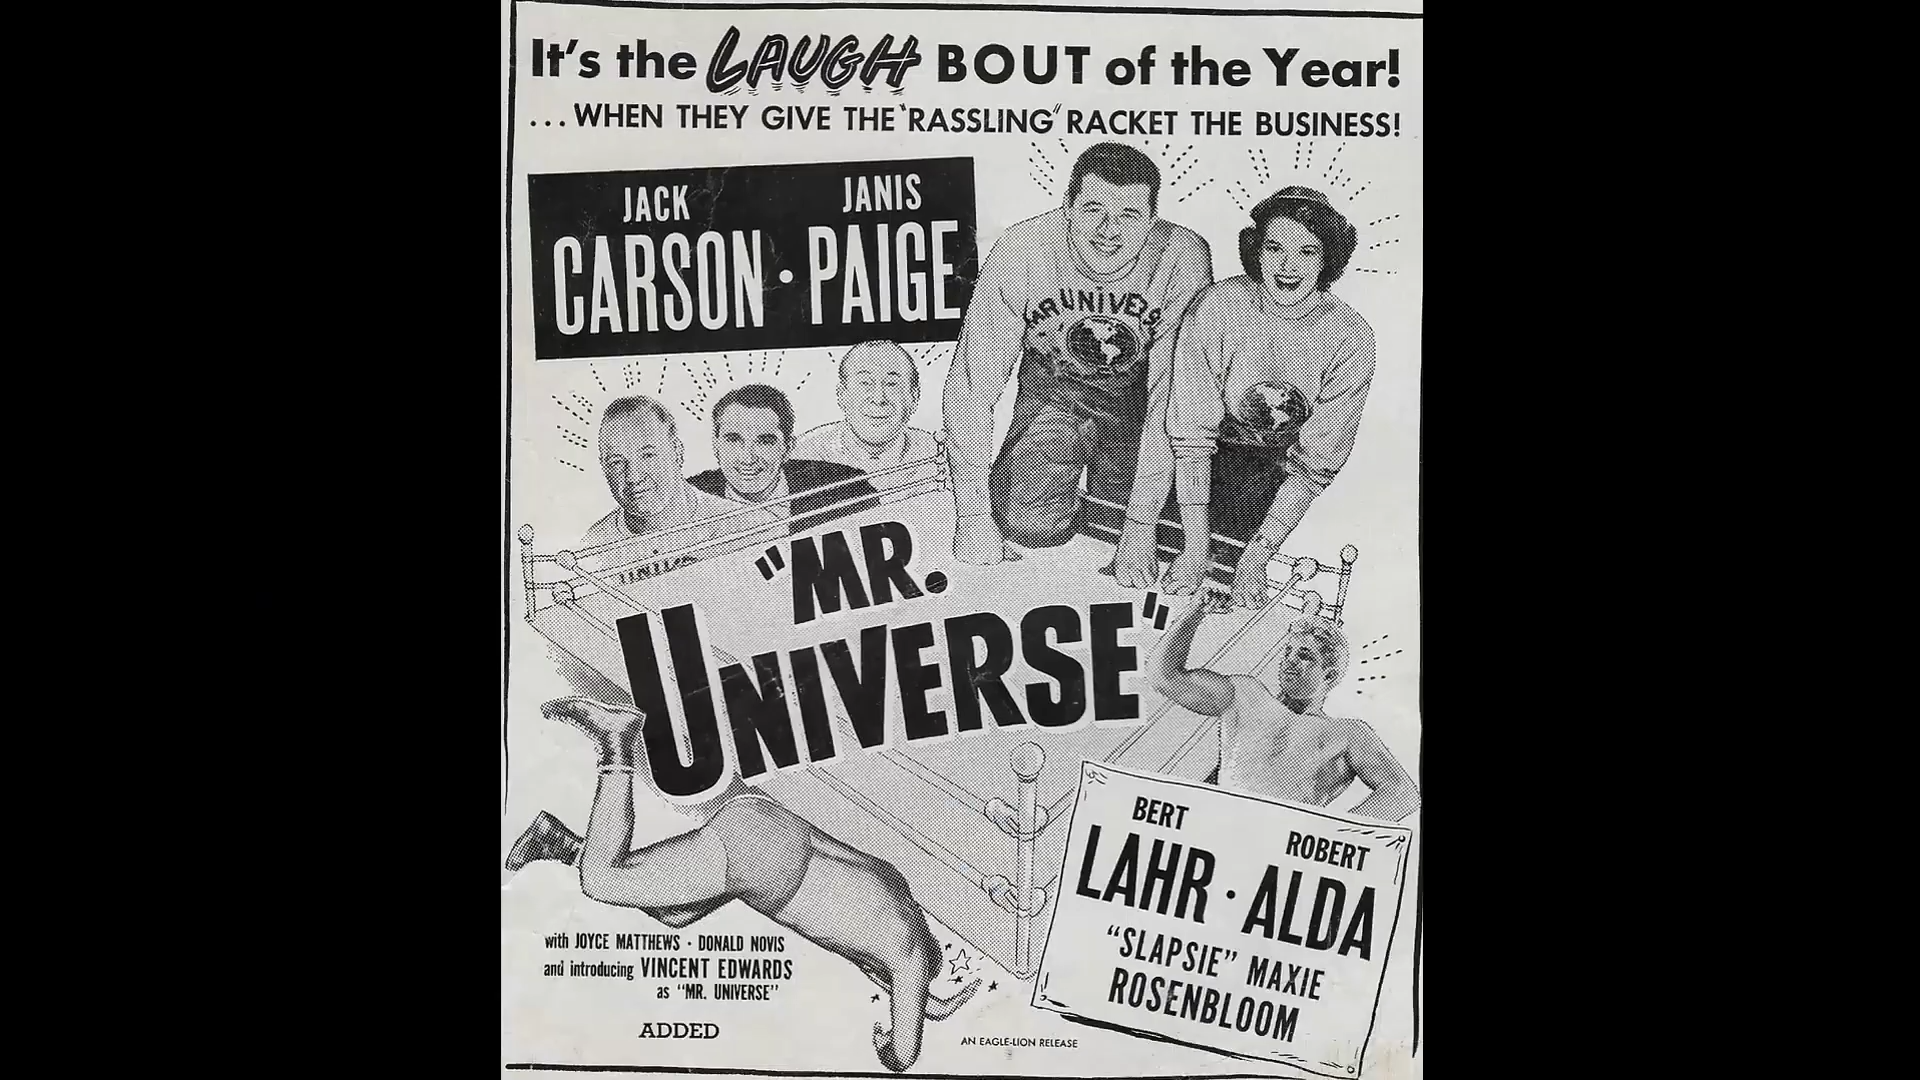 It's the LAUGH BOUT of the Year!
...WHEN THEY GIVE THE "RASSLING" RACKET THE BUSINESS!
JACK CARSON · JANIS PAIGE
MR UNIVERS
"MR.
UNIVERSE"
BERT LAHR · ROBERT ALDA
"SLAPSIE" MAXIE
ROSENBLOOM
with JOYCE MATTHEWS · DONALD NOVIS
and introducing VINCENT EDWARDS
as "MR. UNIVERSE"
ADDED
AN EAGLE-LION RELEASE